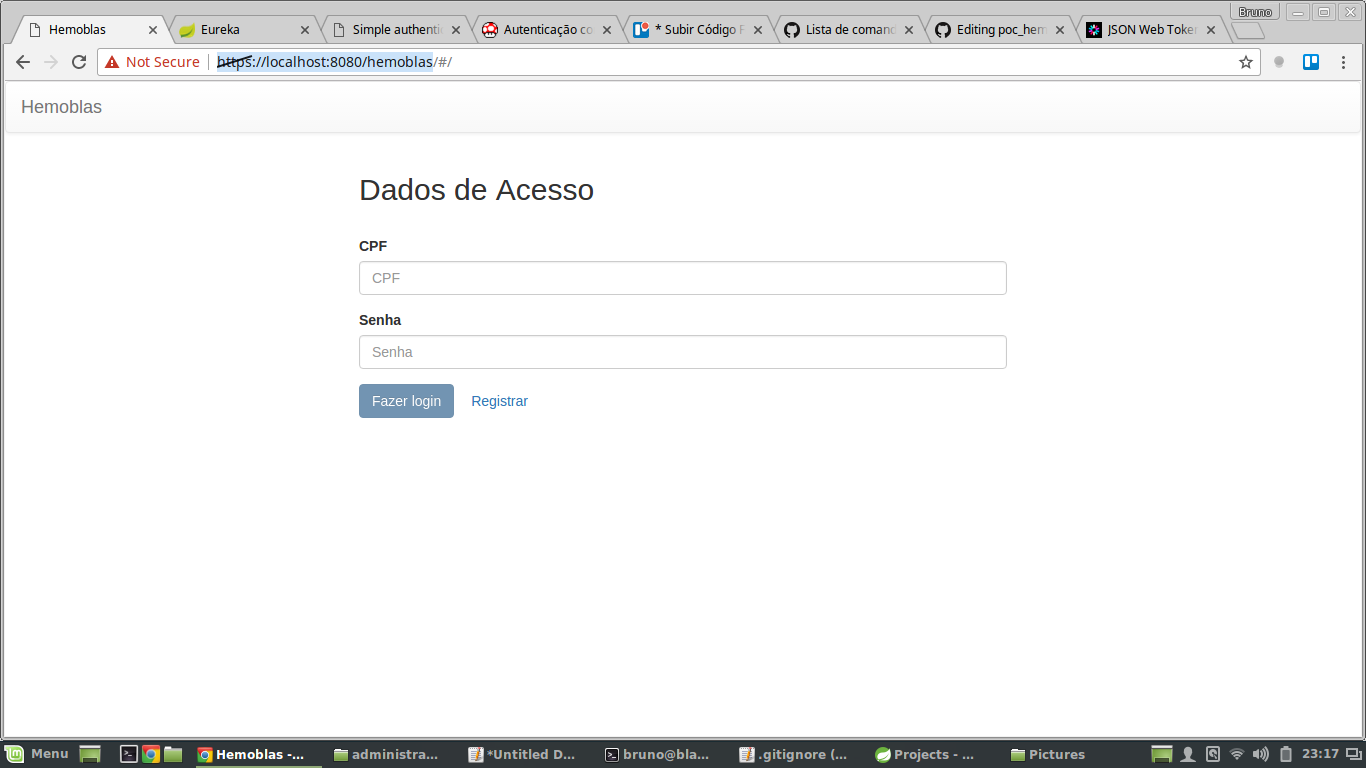 Bruno
Hemoblas
Eureka
Simple authenti
Autenticação co
* Subir Código F
Lista de comand
Editing poc_hem
JSON Web Token
Not Secure
https://localhost:8080/hemoblas/#/
Hemoblas
Dados de Acesso
CPF
CPF
Senha
Senha
Fazer login
Registrar
Menu
Hemoblas -...
administra...
*Untitled D...
bruno@bla...
.gitignore (...
Projects - ...
Pictures
23:17